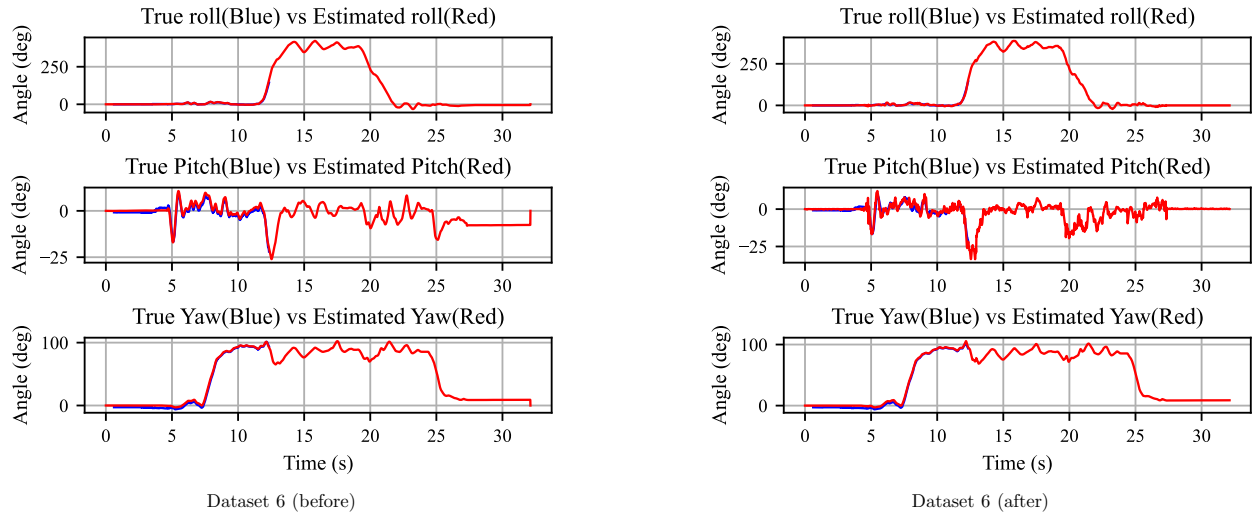 True roll(Blue) vs Estimated roll(Red)
Angle (deg)
250
0
0 5 10 15 20 25 30
True Pitch(Blue) vs Estimated Pitch(Red)
Angle (deg)
0
−25
0 5 10 15 20 25 30
True Yaw(Blue) vs Estimated Yaw(Red)
Angle (deg)
100
0
0 5 10 15 20 25 30
Time (s)
Dataset 6 (before)
True roll(Blue) vs Estimated roll(Red)
Angle (deg)
250
0
0 5 10 15 20 25 30
True Pitch(Blue) vs Estimated Pitch(Red)
Angle (deg)
0
−25
0 5 10 15 20 25 30
True Yaw(Blue) vs Estimated Yaw(Red)
Angle (deg)
100
0
0 5 10 15 20 25 30
Time (s)
Dataset 6 (after)